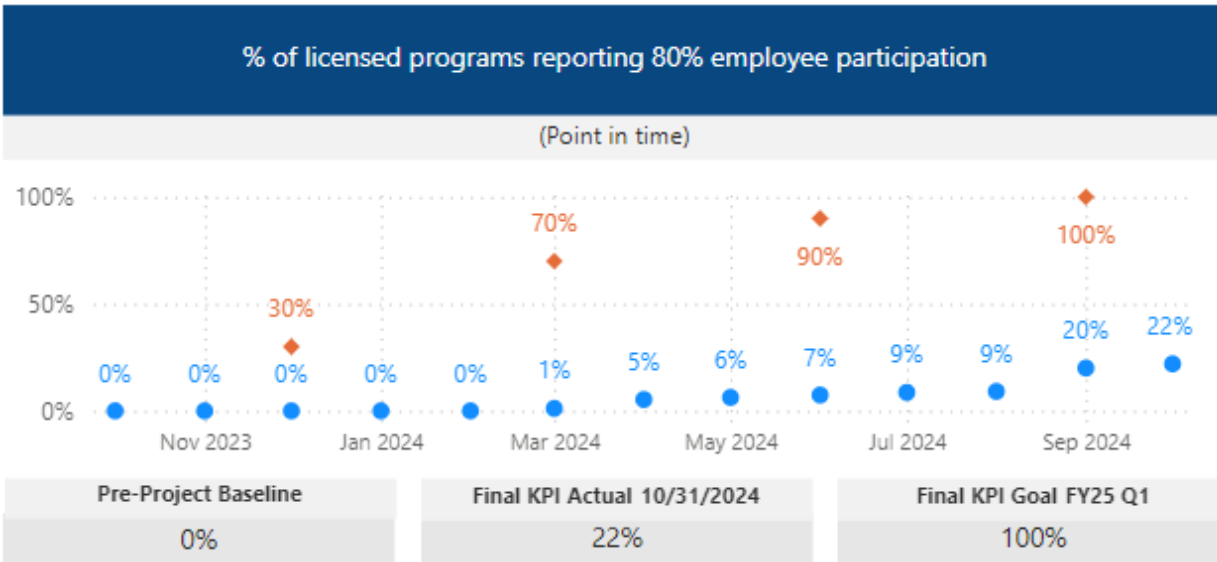 % of licensed programs reporting 80% employee participation
(Point in time)
100%
70%
100%
90%
50%
30%
20%
22%
0%
0%
0%
0%
0%
1%
5%
6%
7%
9%
9%
0%
Nov 2023
Jan 2024
Mar 2024
May 2024
Jul 2024
Sep 2024
Pre-Project Baseline
Final KPI Actual 10/31/2024
Final KPI Goal FY25 Q1
0%
22%
100%